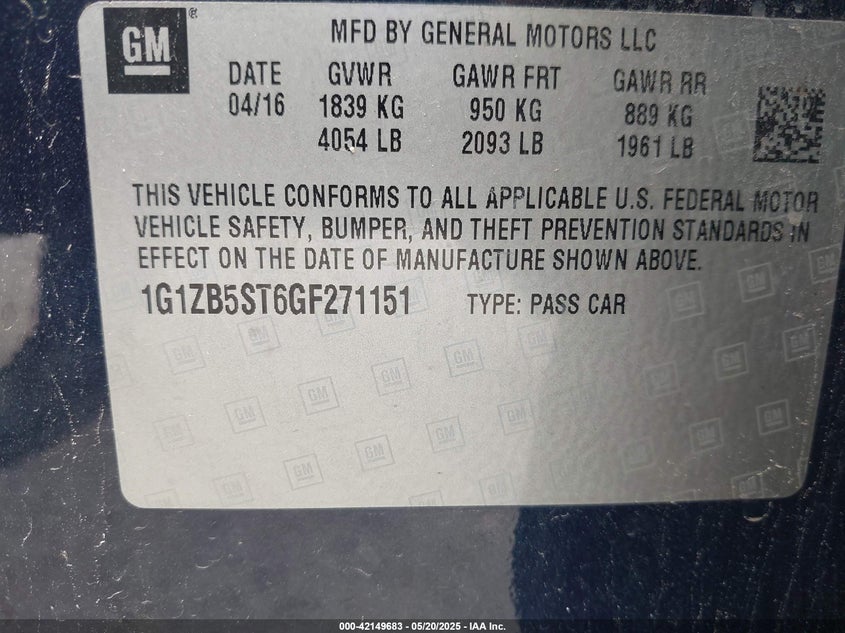 GM
MFD BY GENERAL MOTORS LLC
DATE GVWR GAWR FRT GAWR RR
04/16 1839 KG 950 KG 889 KG
4054 LB 2093 LB 1961 LB
THIS VEHICLE CONFORMS TO ALL APPLICABLE U.S. FEDERAL MOTOR
VEHICLE SAFETY, BUMPER, AND THEFT PREVENTION STANDARDS IN
EFFECT ON THE DATE OF MANUFACTURE SHOWN ABOVE.
1G1ZB5ST6GF271151 TYPE: PASS CAR
000-42149683 - 05/20/2025 - IAA Inc.